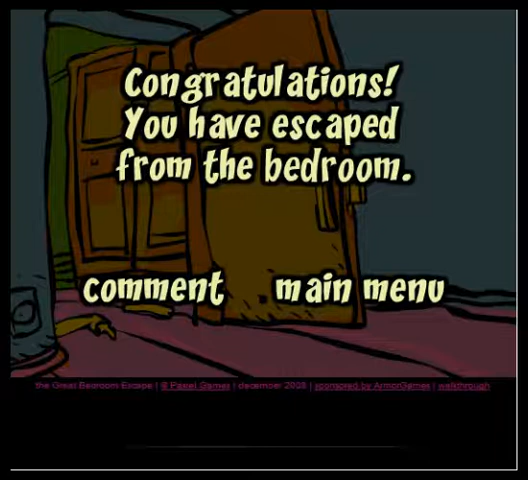 Congratulations!
You have escaped
from the bedroom.
comment main menu
the Great Bedroom Escape | @ Pastel Games | december 2008 | sponsored by ArmorGames | walkthrough